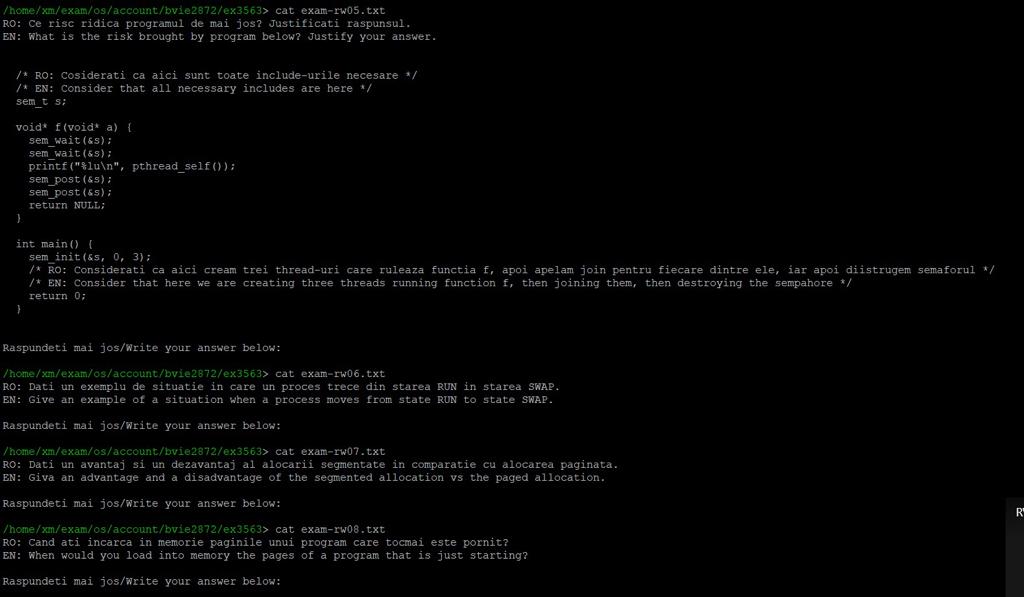 /home/xm/exam/os/account/bvie2872/ex3563> cat exam-rw05.txt
RO: Ce risc ridica programul de mai jos? Justificati raspunsul.
EN: What is the risk brought by program below? Justify your answer.
/* RO: Cosiderati ca aici sunt toate include-urile necesare */
/* EN: Consider that all necessary includes are here */
sem_t s;
void* f(void* a) {
sem_wait(&s);
sem_wait(&s);
printf("%lu\n", pthread_self());
sem_post(&s);
sem_post(&s);
return NULL;
}
int main() {
sem_init(&s, 0, 3);
/* RO: Considerati ca aici cream trei thread-uri care ruleaza functia f, apoi apelam join pentru fiecare dintre ele, iar apoi diistrugem semaforul */
/* EN: Consider that here we are creating three threads running function f, then joining them, then destroying the sempahore */
return 0;
}
Raspundeti mai jos/Write your answer below:
/home/xm/exam/os/account/bvie2872/ex3563> cat exam-rw06.txt
RO: Dati un exemplu de situatie in care un proces trece din starea RUN in starea SWAP.
EN: Give an example of a situation when a process moves from state RUN to state SWAP.
Raspundeti mai jos/Write your answer below:
/home/xm/exam/os/account/bvie2872/ex3563> cat exam-rw07.txt
RO: Dati un avantaj si un dezavantaj al alocarii segmentate in comparatie cu alocarea paginata.
EN: Giva an advantage and a disadvantage of the segmented allocation vs the paged allocation.
Raspundeti mai jos/Write your answer below:
/home/xm/exam/os/account/bvie2872/ex3563> cat exam-rw08.txt
RO: Cand ati incarca in memorie paginile unui program care tocmai este pornit?
EN: When would you load into memory the pages of a program that is just starting?
Raspundeti mai jos/Write your answer below: